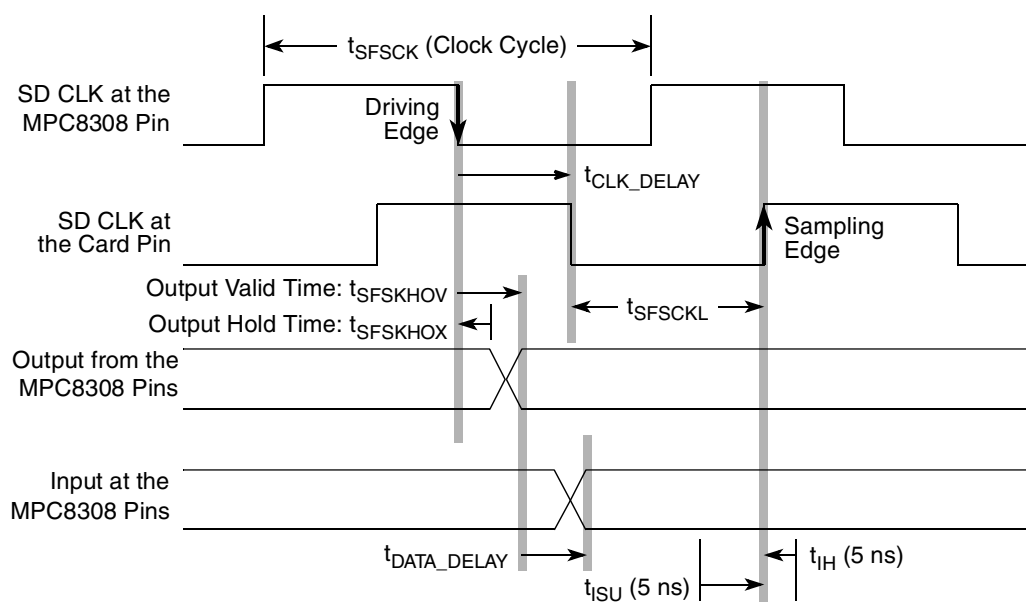 tSFSCK (Clock Cycle)
SD CLK at the
MPC8308 Pin
Driving
Edge
tCLK_DELAY
SD CLK at
the Card Pin
Sampling
Edge
Output Valid Time: tSFSKHOV
tSFSCKL
Output Hold Time: tSFSKHOX
Output from the
MPC8308 Pins
Input at the
MPC8308 Pins
tDATA_DELAY
tIH (5 ns)
tISU (5 ns)